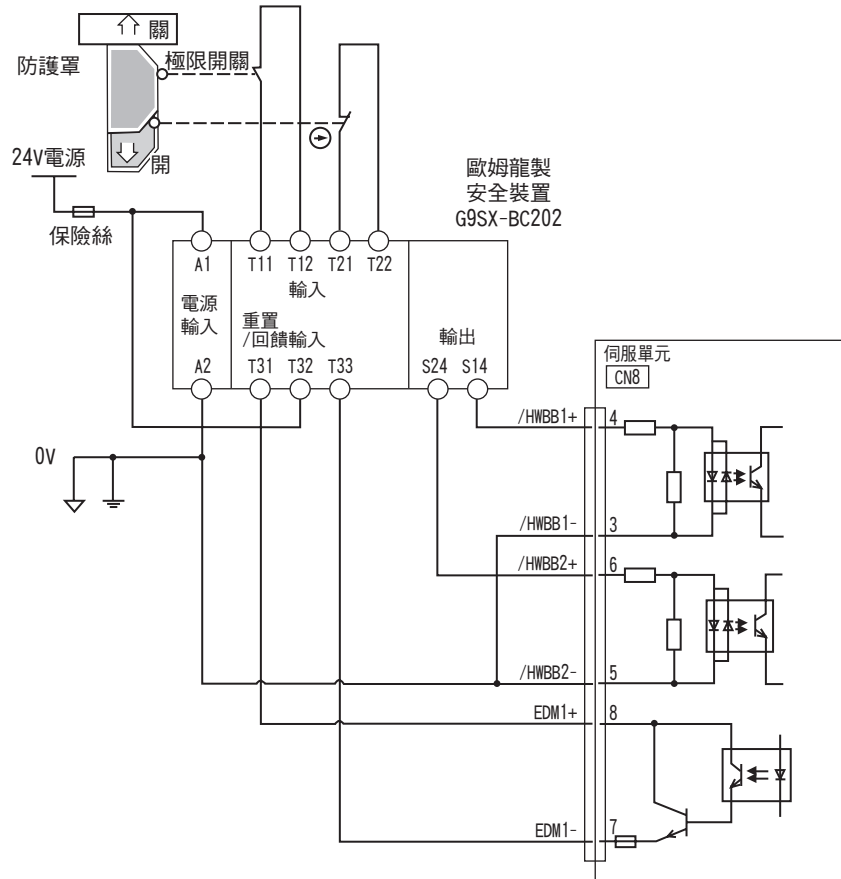 關
防護罩
極限開關
開
24V電源
保險絲
歐姆龍製
安全裝置
G9SX-BC202
A1
T11
T12
T21
T22
輸入
電源
輸入
重置
/回饋輸入
輸出
A2
T31
T32
T33
S24
S14
伺服單元
CN8
/HWBB1+
4
0V
/HWBB1-
3
/HWBB2+
6
/HWBB2-
5
EDM1+
8
EDM1-
7